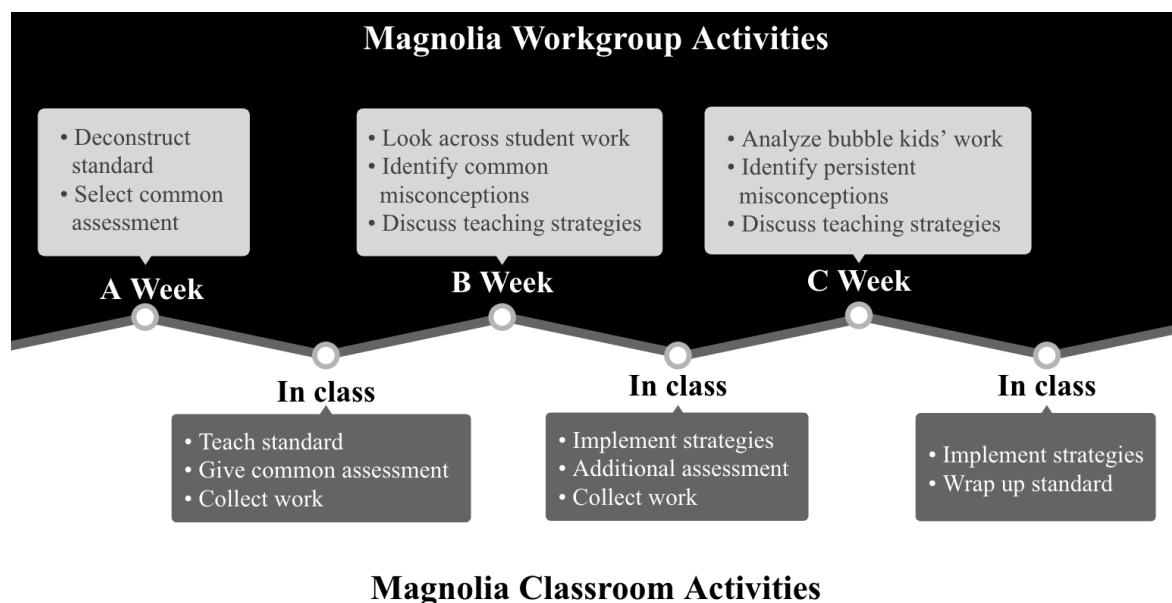 Magnolia Workgroup Activities
• Deconstruct
standard
• Select common
assessment
A Week
• Look across student work
• Identify common
misconceptions
• Discuss teaching strategies
B Week
• Analyze bubble kids’ work
• Identify persistent
misconceptions
• Discuss teaching strategies
C Week
In class
• Teach standard
• Give common assessment
• Collect work
In class
• Implement strategies
• Additional assessment
• Collect work
In class
• Implement strategies
• Wrap up standard
Magnolia Classroom Activities